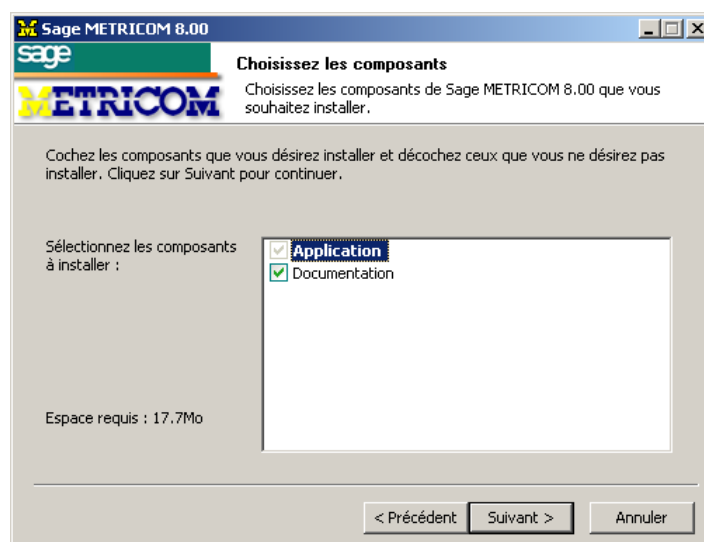 Sage METRICOM 8.00
sage
METRICOM
Choisissez les composants
Choisissez les composants de Sage METRICOM 8.00 que vous
souhaitez installer.
Cochez les composants que vous désirez installer et décochez ceux que vous ne désirez pas
installer. Cliquez sur Suivant pour continuer.
Sélectionnez les composants
à installer :
Application
Documentation
Espace requis : 17.7Mo
< Précédent
Suivant >
Annuler